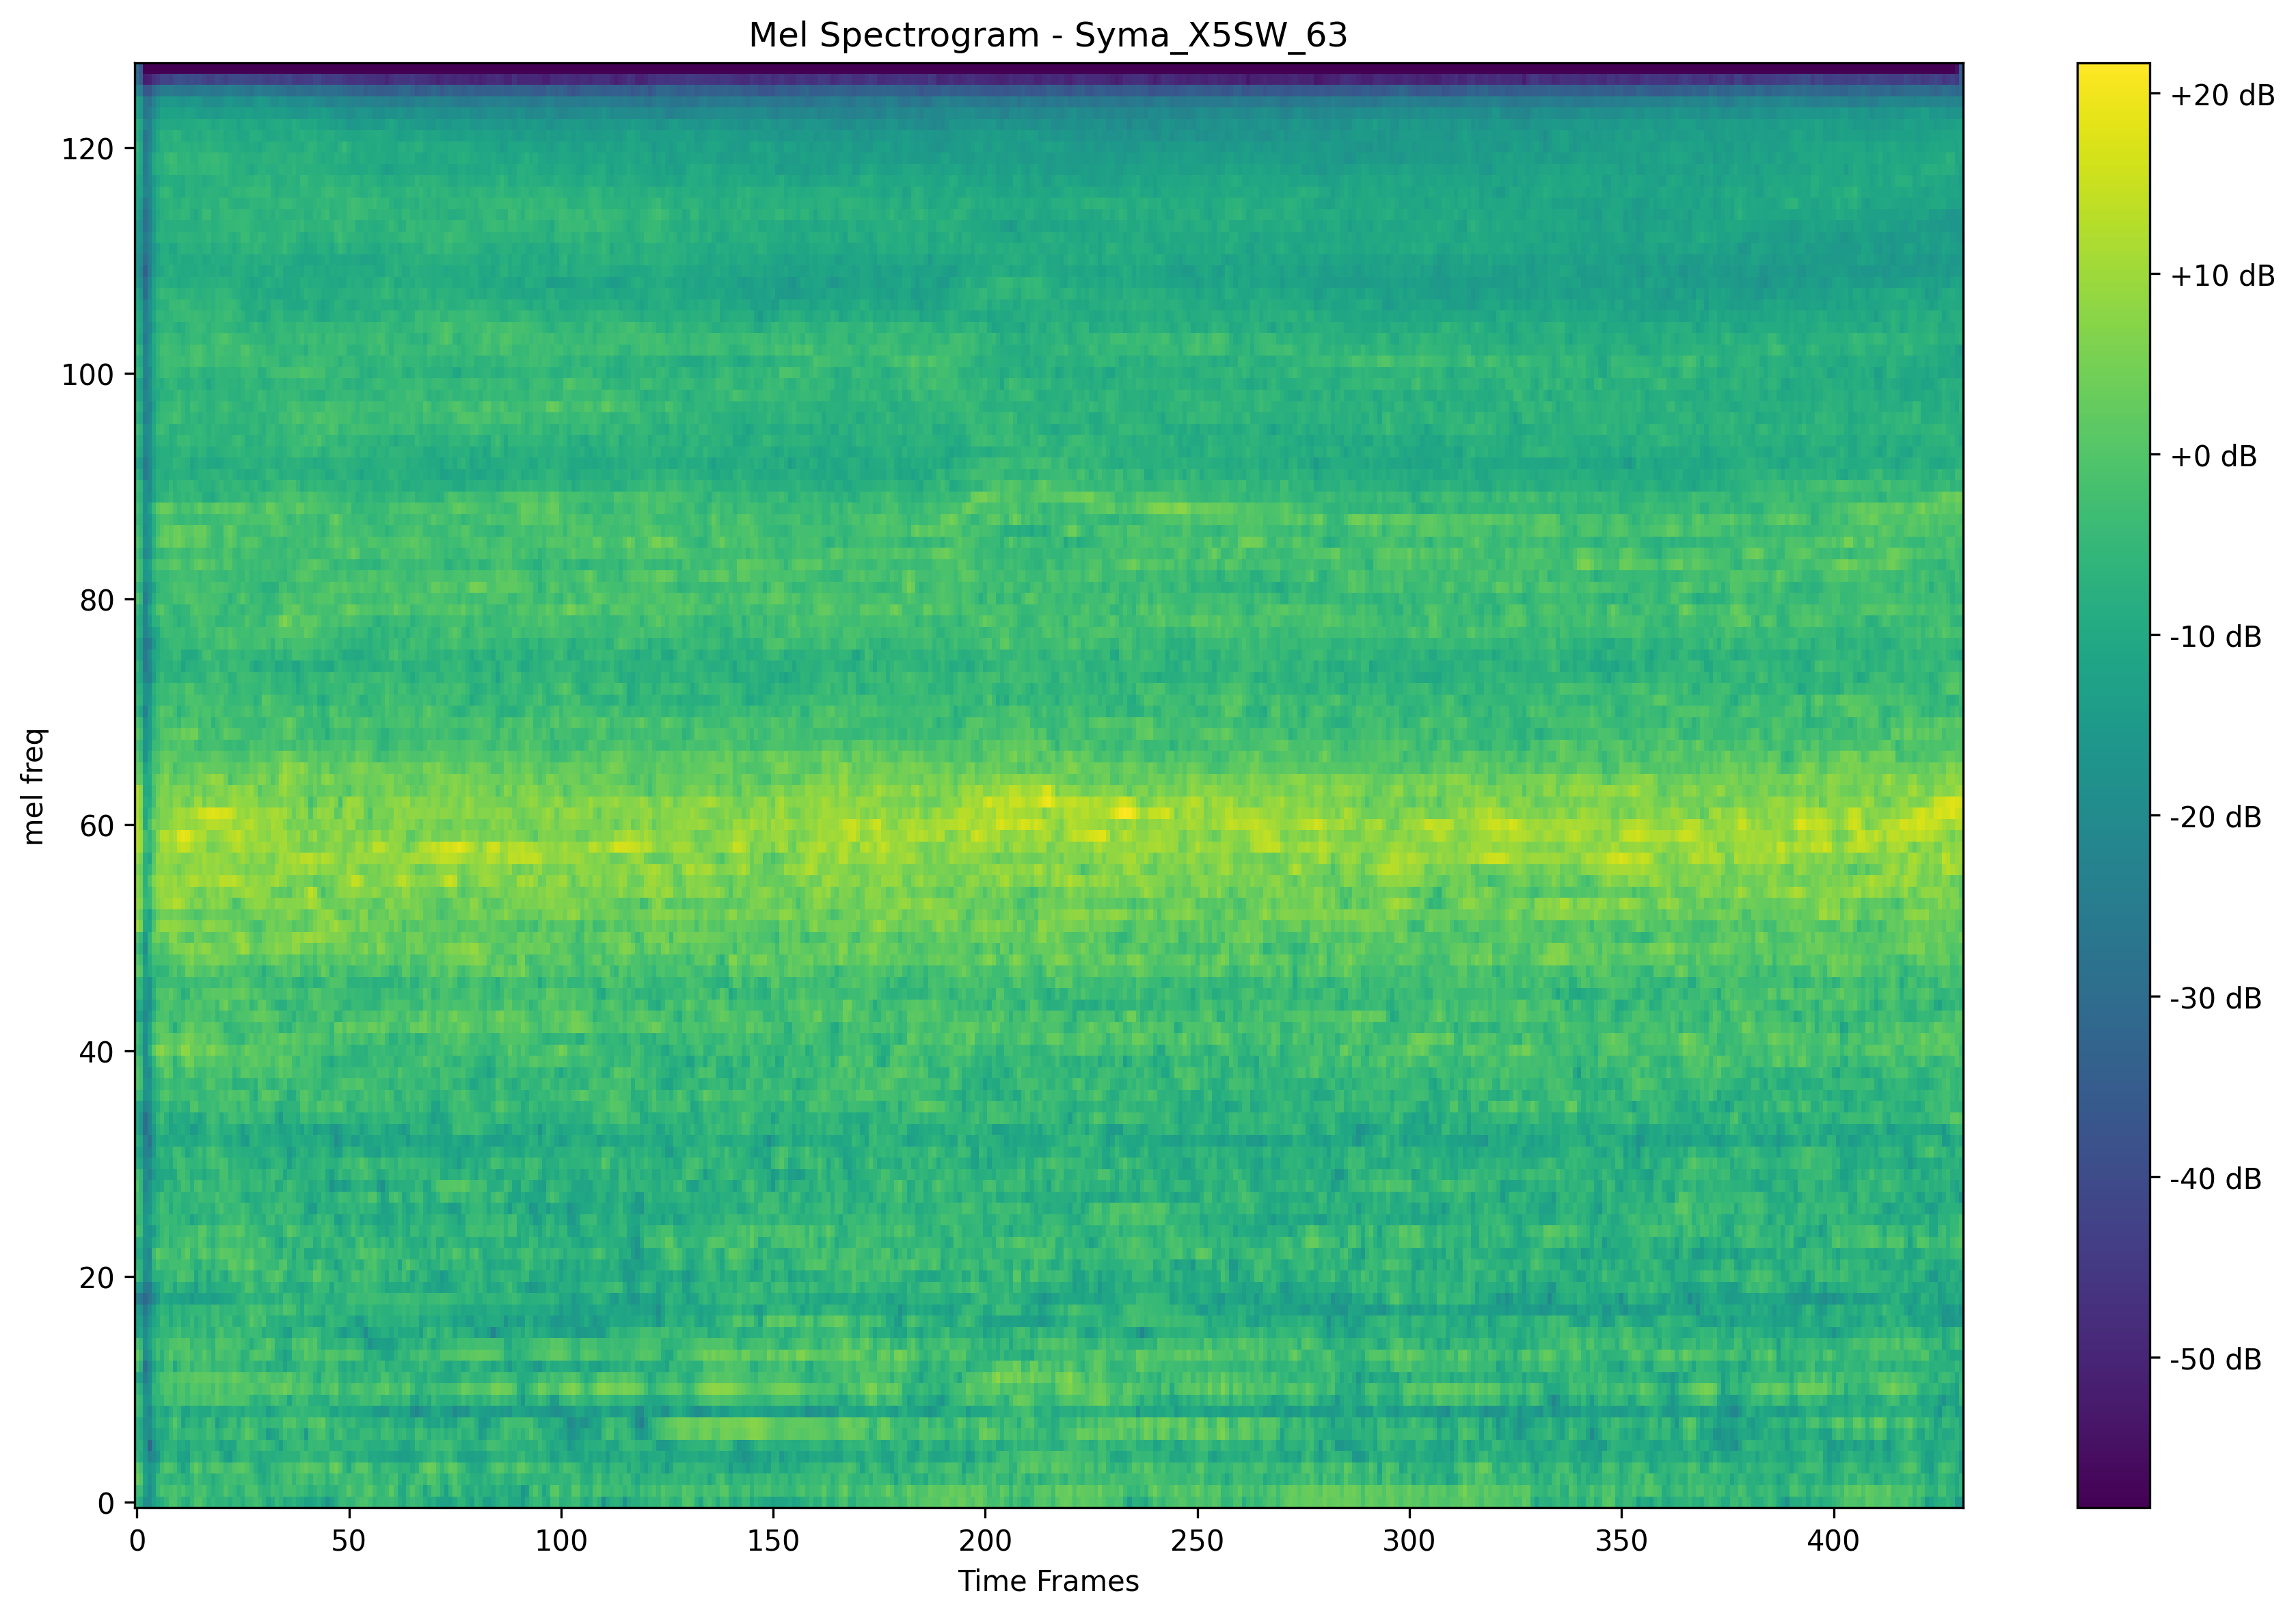 Mel Spectrogram - Syma_X5SW_63
mel freq
120
100
80
60
40
20
0
0 50 100 150 200 250 300 350 400
Time Frames
+20 dB
+10 dB
+0 dB
-10 dB
-20 dB
-30 dB
-40 dB
-50 dB